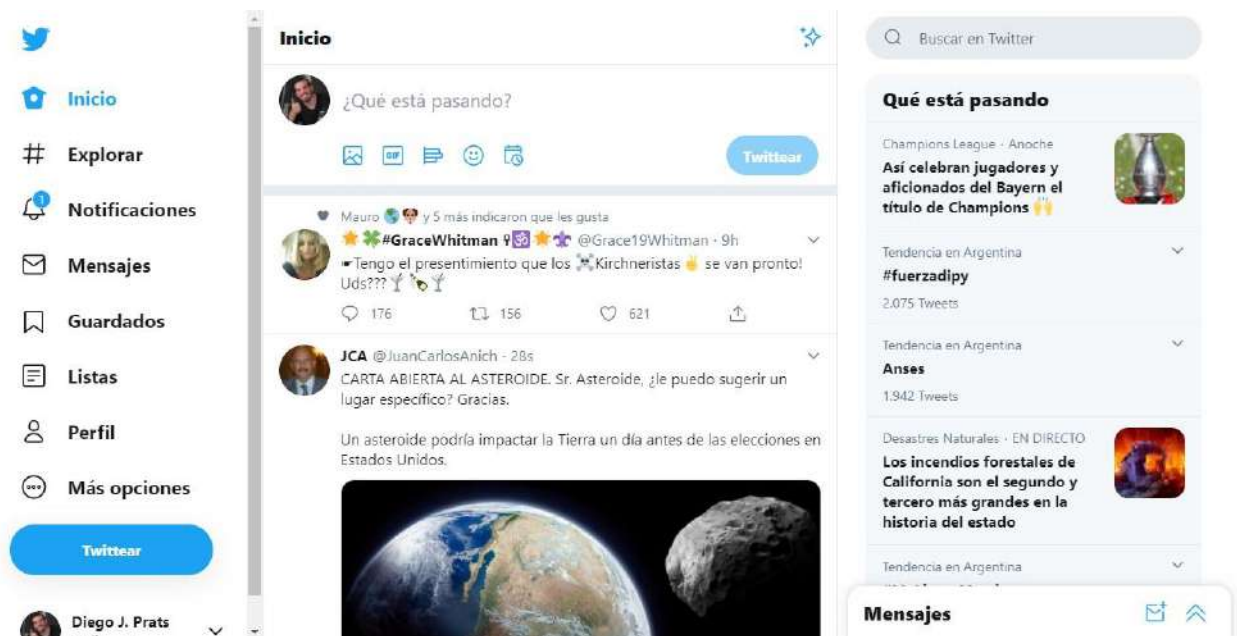 Inicio
Explorar
1
Notificaciones
Mensajes
Guardados
Listas
Perfil
Más opciones
Twittear
Diego J. Prats
Inicio
¿Qué está pasando?
GIF
Twittear
Mauro 🌎🐶 y 5 más indicaron que les gusta
🌟🍀#GraceWhitman ♀🕉🌟⚜ @Grace19Whitman · 9h
☛Tengo el presentimiento que los ☠Kirchneristas✌ se van pronto!
Uds???🍸🍾🍸
176 156 621
JCA @JuanCarlosAnich · 28s
CARTA ABIERTA AL ASTEROIDE. Sr. Asteroide, ¿le puedo sugerir un
lugar específico? Gracias.
Un asteroide podría impactar la Tierra un día antes de las elecciones en
Estados Unidos.
Buscar en Twitter
Qué está pasando
Champions League · Anoche
Así celebran jugadores y
aficionados del Bayern el
título de Champions 🙌
Tendencia en Argentina
#fuerzadipy
2.075 Tweets
Tendencia en Argentina
Anses
1.942 Tweets
Desastres Naturales · EN DIRECTO
Los incendios forestales de
California son el segundo y
tercero más grandes en la
historia del estado
Tendencia en Argentina
Mensajes